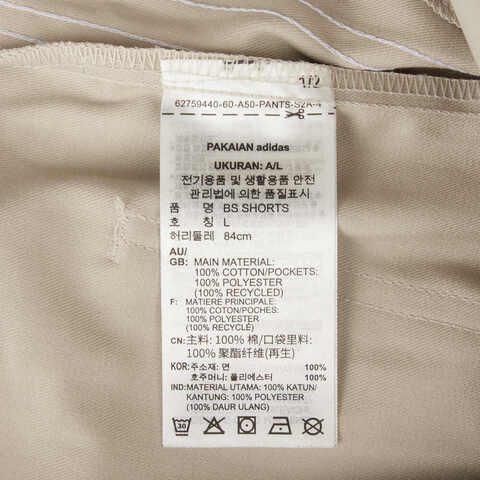 1/2
62759440-60-A50-PANTS-S2A-4
PAKAIAN adidas
UKURAN: A/L
전기용품 및 생활용품 안전
관리법에 의한 품질표시
품 명 BS SHORTS
호 칭 L
허리둘레 84cm
AU/
GB: MAIN MATERIAL:
100% COTTON/POCKETS:
100% POLYESTER
(100% RECYCLED)
F: MATIERE PRINCIPALE:
100% COTON/POCHES:
100% POLYESTER
(100% RECYCLÉ)
CN: 主料: 100% 棉/口袋里料:
100% 聚酯纤维(再生)
KOR: 주소재: 면 100%
호주머니: 폴리에스터 100%
IND: MATERIAL UTAMA: 100% KATUN/
KANTUNG: 100% POLYESTER
(100% DAUR ULANG)
30